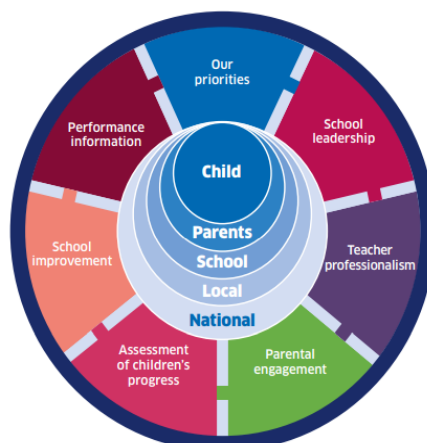 Our
priorities
School
leadership
Teacher
professionalism
Parental
engagement
Assessment
of children's
progress
School
improvement
Performance
information
Child
Parents
School
Local
National